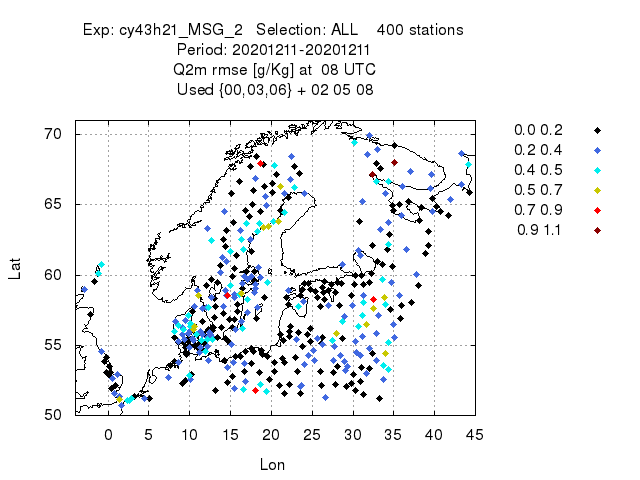 Exp: cy43h21_MSG_2 Selection: ALL 400 stations
Period: 20201211-20201211
Q2m rmse [g/Kg] at 08 UTC
Used {00,03,06} + 02 05 08
0.0 0.2
0.2 0.4
0.4 0.5
0.5 0.7
0.7 0.9
0.9 1.1
70
65
60
55
50
Lat
0 5 10 15 20 25 30 35 40 45
Lon